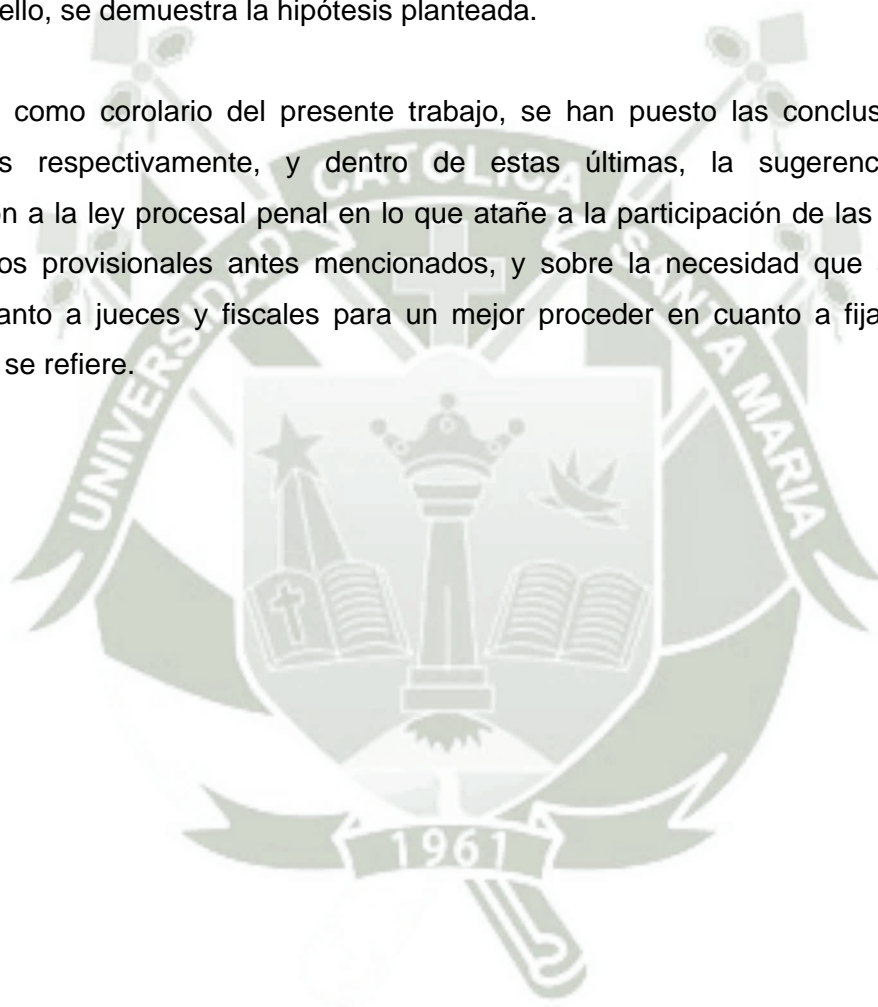 ello, se demuestra la hipótesis planteada.
como corolario del presente trabajo, se han puesto las conclus
s respectivamente, y dentro de estas últimas, la sugerenc
ón a la ley procesal penal en lo que atañe a la participación de las
os provisionales antes mencionados, y sobre la necesidad que
anto a jueces y fiscales para un mejor proceder en cuanto a fija
se refiere.
UNIVERSIDAD CATOLICA SANTA MARIA
1961